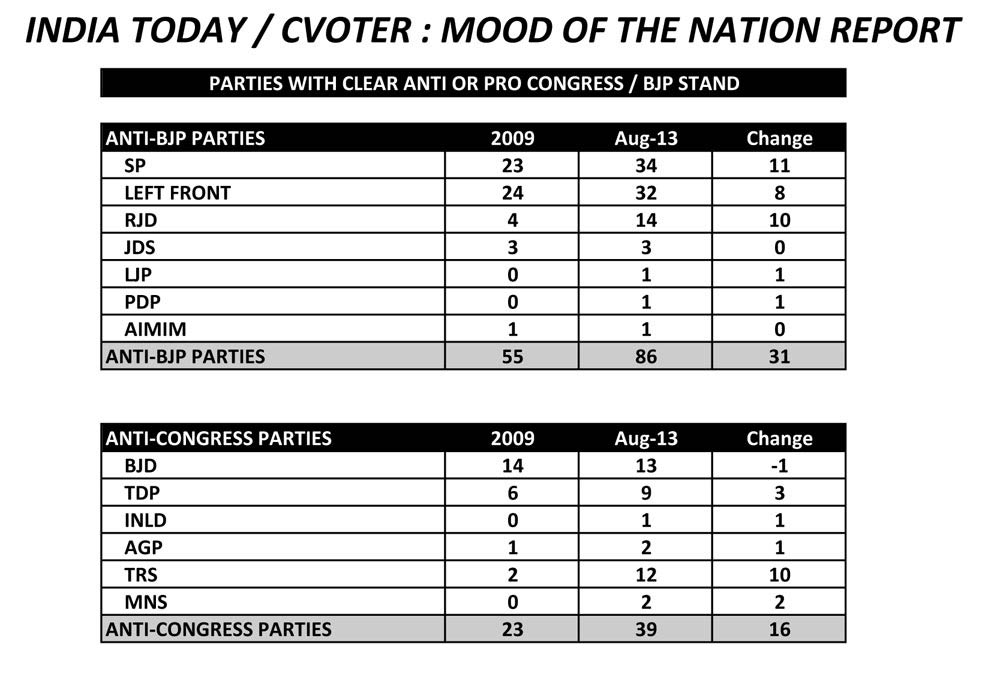 INDIA TODAY / CVOTER : MOOD OF THE NATION REPORT
PARTIES WITH CLEAR ANTI OR PRO CONGRESS / BJP STAND
ANTI-BJP PARTIES 2009 Aug-13 Change
SP 23 34 11
LEFT FRONT 24 32 8
RJD 4 14 10
JDS 3 3 0
LJP 0 1 1
PDP 0 1 1
AIMIM 1 1 0
ANTI-BJP PARTIES 55 86 31
ANTI-CONGRESS PARTIES 2009 Aug-13 Change
BJD 14 13 -1
TDP 6 9 3
INLD 0 1 1
AGP 1 2 1
TRS 2 12 10
MNS 0 2 2
ANTI-CONGRESS PARTIES 23 39 16